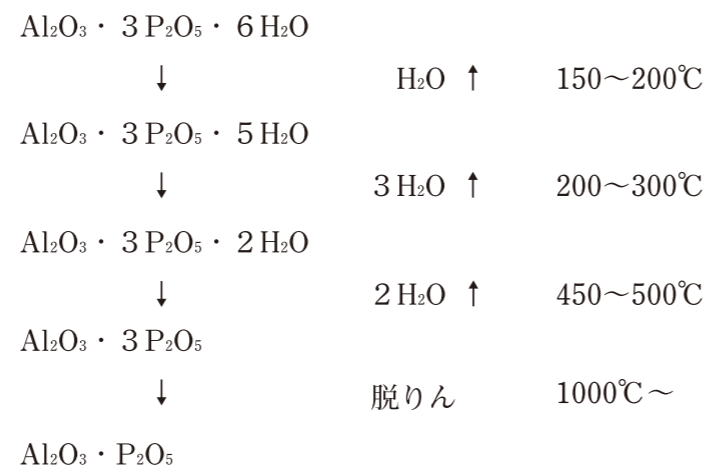 Al₂O₃・３P₂O₅・６H₂O
↓ H₂O ↑ 150～200℃
Al₂O₃・３P₂O₅・５H₂O
↓ ３H₂O ↑ 200～300℃
Al₂O₃・３P₂O₅・２H₂O
↓ ２H₂O ↑ 450～500℃
Al₂O₃・３P₂O₅
↓ 脱りん 1000℃～
Al₂O₃・P₂O₅